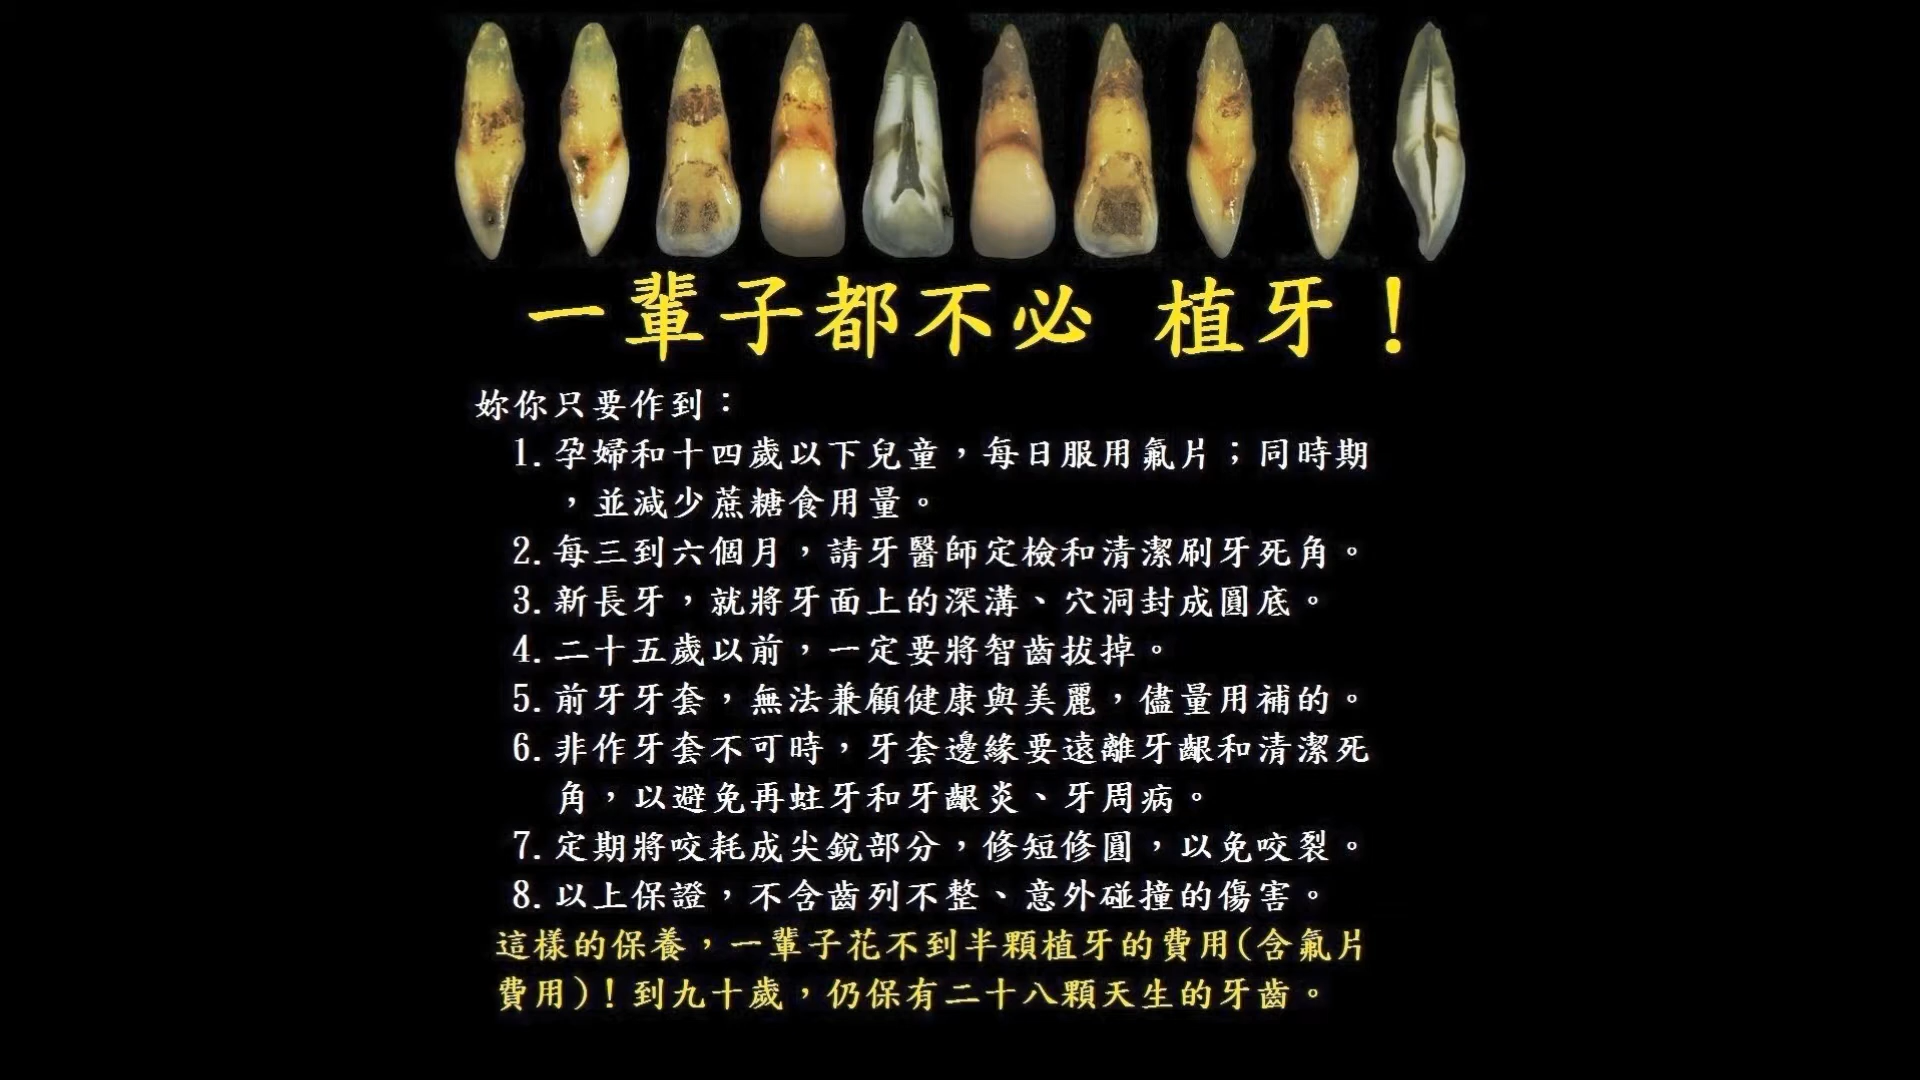 一輩子都不必 植牙！
妳你只要作到：
1.孕婦和十四歲以下兒童，每日服用氟片；同時期
，並減少蔗糖食用量。
2.每三到六個月，請牙醫師定檢和清潔刷牙死角。
3.新長牙，就將牙面上的深溝、穴洞封成圓底。
4.二十五歲以前，一定要將智齒拔掉。
5.前牙牙套，無法兼顧健康與美麗，儘量用補的。
6.非作牙套不可時，牙套邊緣要遠離牙齦和清潔死
角，以避免再蛀牙和牙齦炎、牙周病。
7.定期將咬耗成尖銳部分，修短修圓，以免咬裂。
8.以上保證，不含齒列不整、意外碰撞的傷害。
這樣的保養，一輩子花不到半顆植牙的費用(含氟片
費用)!到九十歲，仍保有二十八顆天生的牙齒。